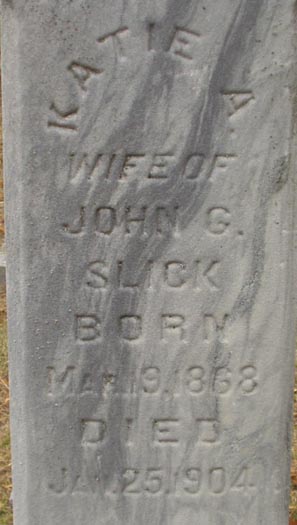 KATIE A.
WIFE OF
JOHN G.
SLICK
BORN
MAR. 19. 1868
DIED
JAN. 25. 1904